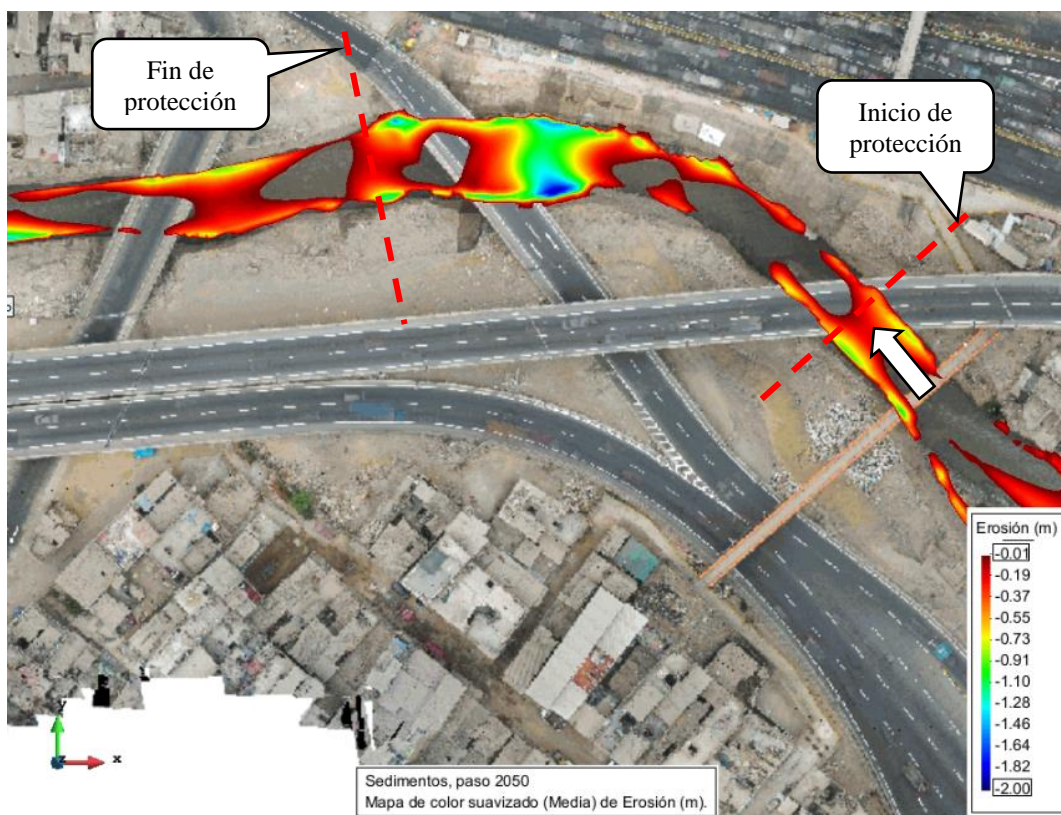 Fin de
protección
Inicio de
protección
Erosión (m)
-0.01
-0.19
-0.37
-0.55
-0.73
-0.91
-1.10
-1.28
-1.46
-1.64
-1.82
-2.00
y
z
x
Sedimentos, paso 2050
Mapa de color suavizado (Media) de Erosión (m).